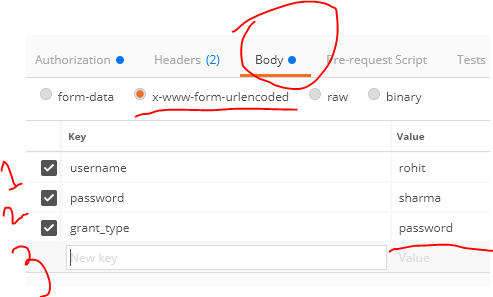 Authorization Headers (2) Body Pre-request Script Tests
form-data x-www-form-urlencoded raw binary
Key Value
1 username rohit
password sharma
2 grant_type password
3 New key Value